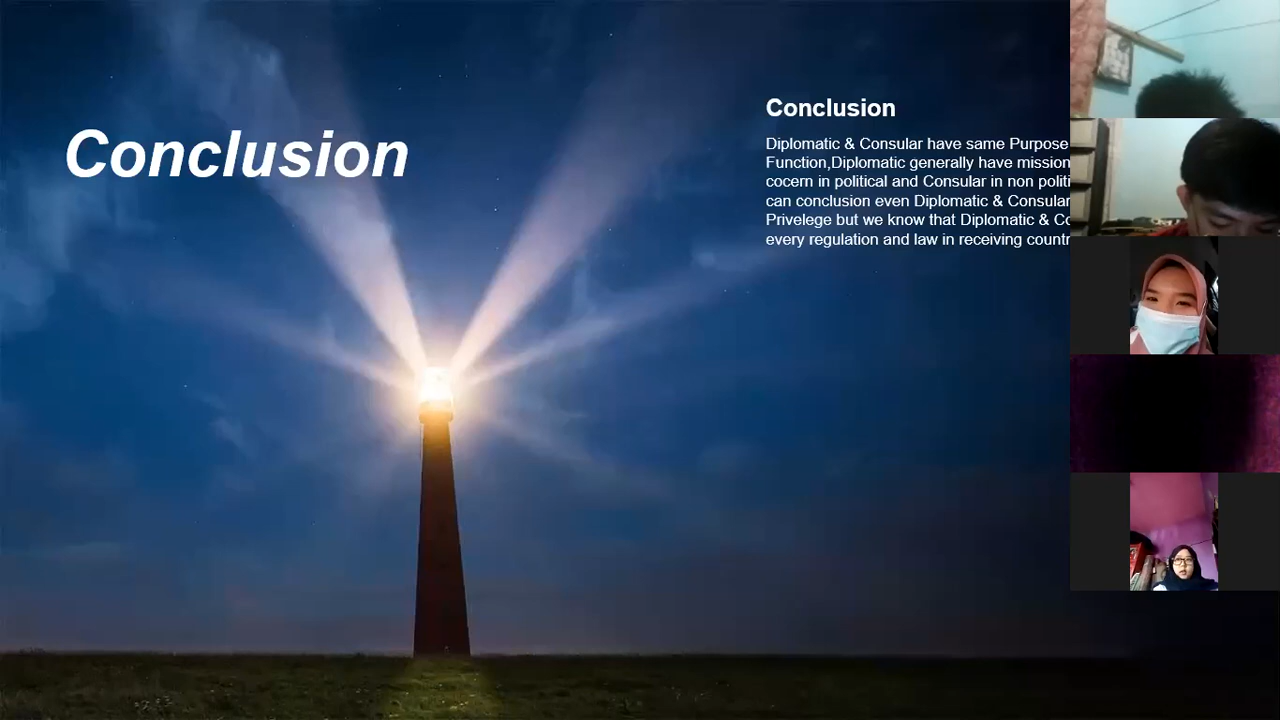 Conclusion
Conclusion
Diplomatic & Consular have same Purpose
Function,Diplomatic generally have mission
cocern in political and Consular in non politi
can conclusion even Diplomatic & Consular
Privelege but we know that Diplomatic & Co
every regulation and law in receiving countr